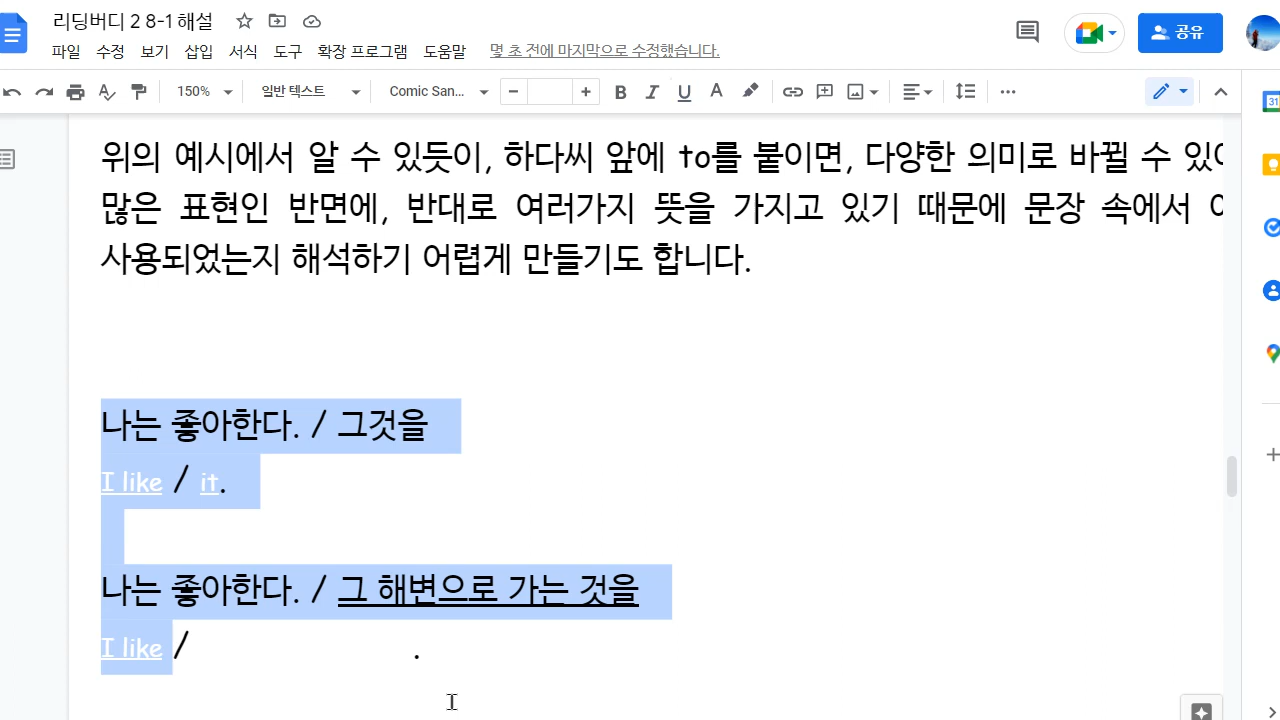 리딩버디 2 8-1 해설
파일 수정 보기 삽입 서식 도구 확장 프로그램 도움말 몇 초 전에 마지막으로 수정했습니다.
공유
150% 일반 텍스트 Comic San... − + B I U A
31
위의 예시에서 알 수 있듯이, 하다씨 앞에 to를 붙이면, 다양한 의미로 바뀔 수 있어
많은 표현인 반면에, 반대로 여러가지 뜻을 가지고 있기 때문에 문장 속에서
사용되었는지 해석하기 어렵게 만들기도 합니다.
나는 좋아한다. / 그것을
I like / it.
나는 좋아한다. / 그 해변으로 가는 것을
I like / .